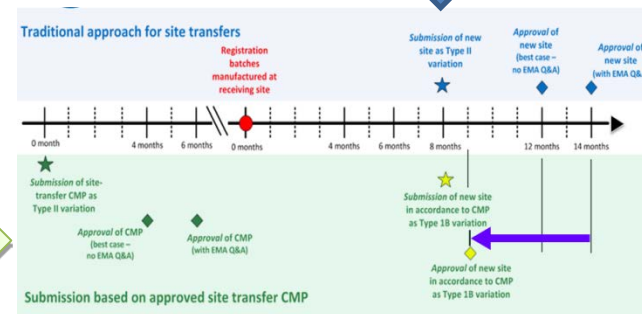 Traditional approach for site transfers
Registration
batches
manufactured at
receiving site
Submission of new
site as Type II
variation
Approval of
new site
(best case –
no EMA Q&A)
Approval of
new site
(with EMA Q&
0 month
4 months
6 months
0 months
4 months
6 months
8 months
12 months
14 months
Submission of site-
transfer CMP as
Type II variation
Approval of CMP
(best case –
no EMA Q&A)
Approval of CMP
(with EMA Q&A)
Submission of new site
in accordance to CMP
as Type 1B variation
Approval of new site
in accordance to CMP
as Type 1B variation
Submission based on approved site transfer CMP